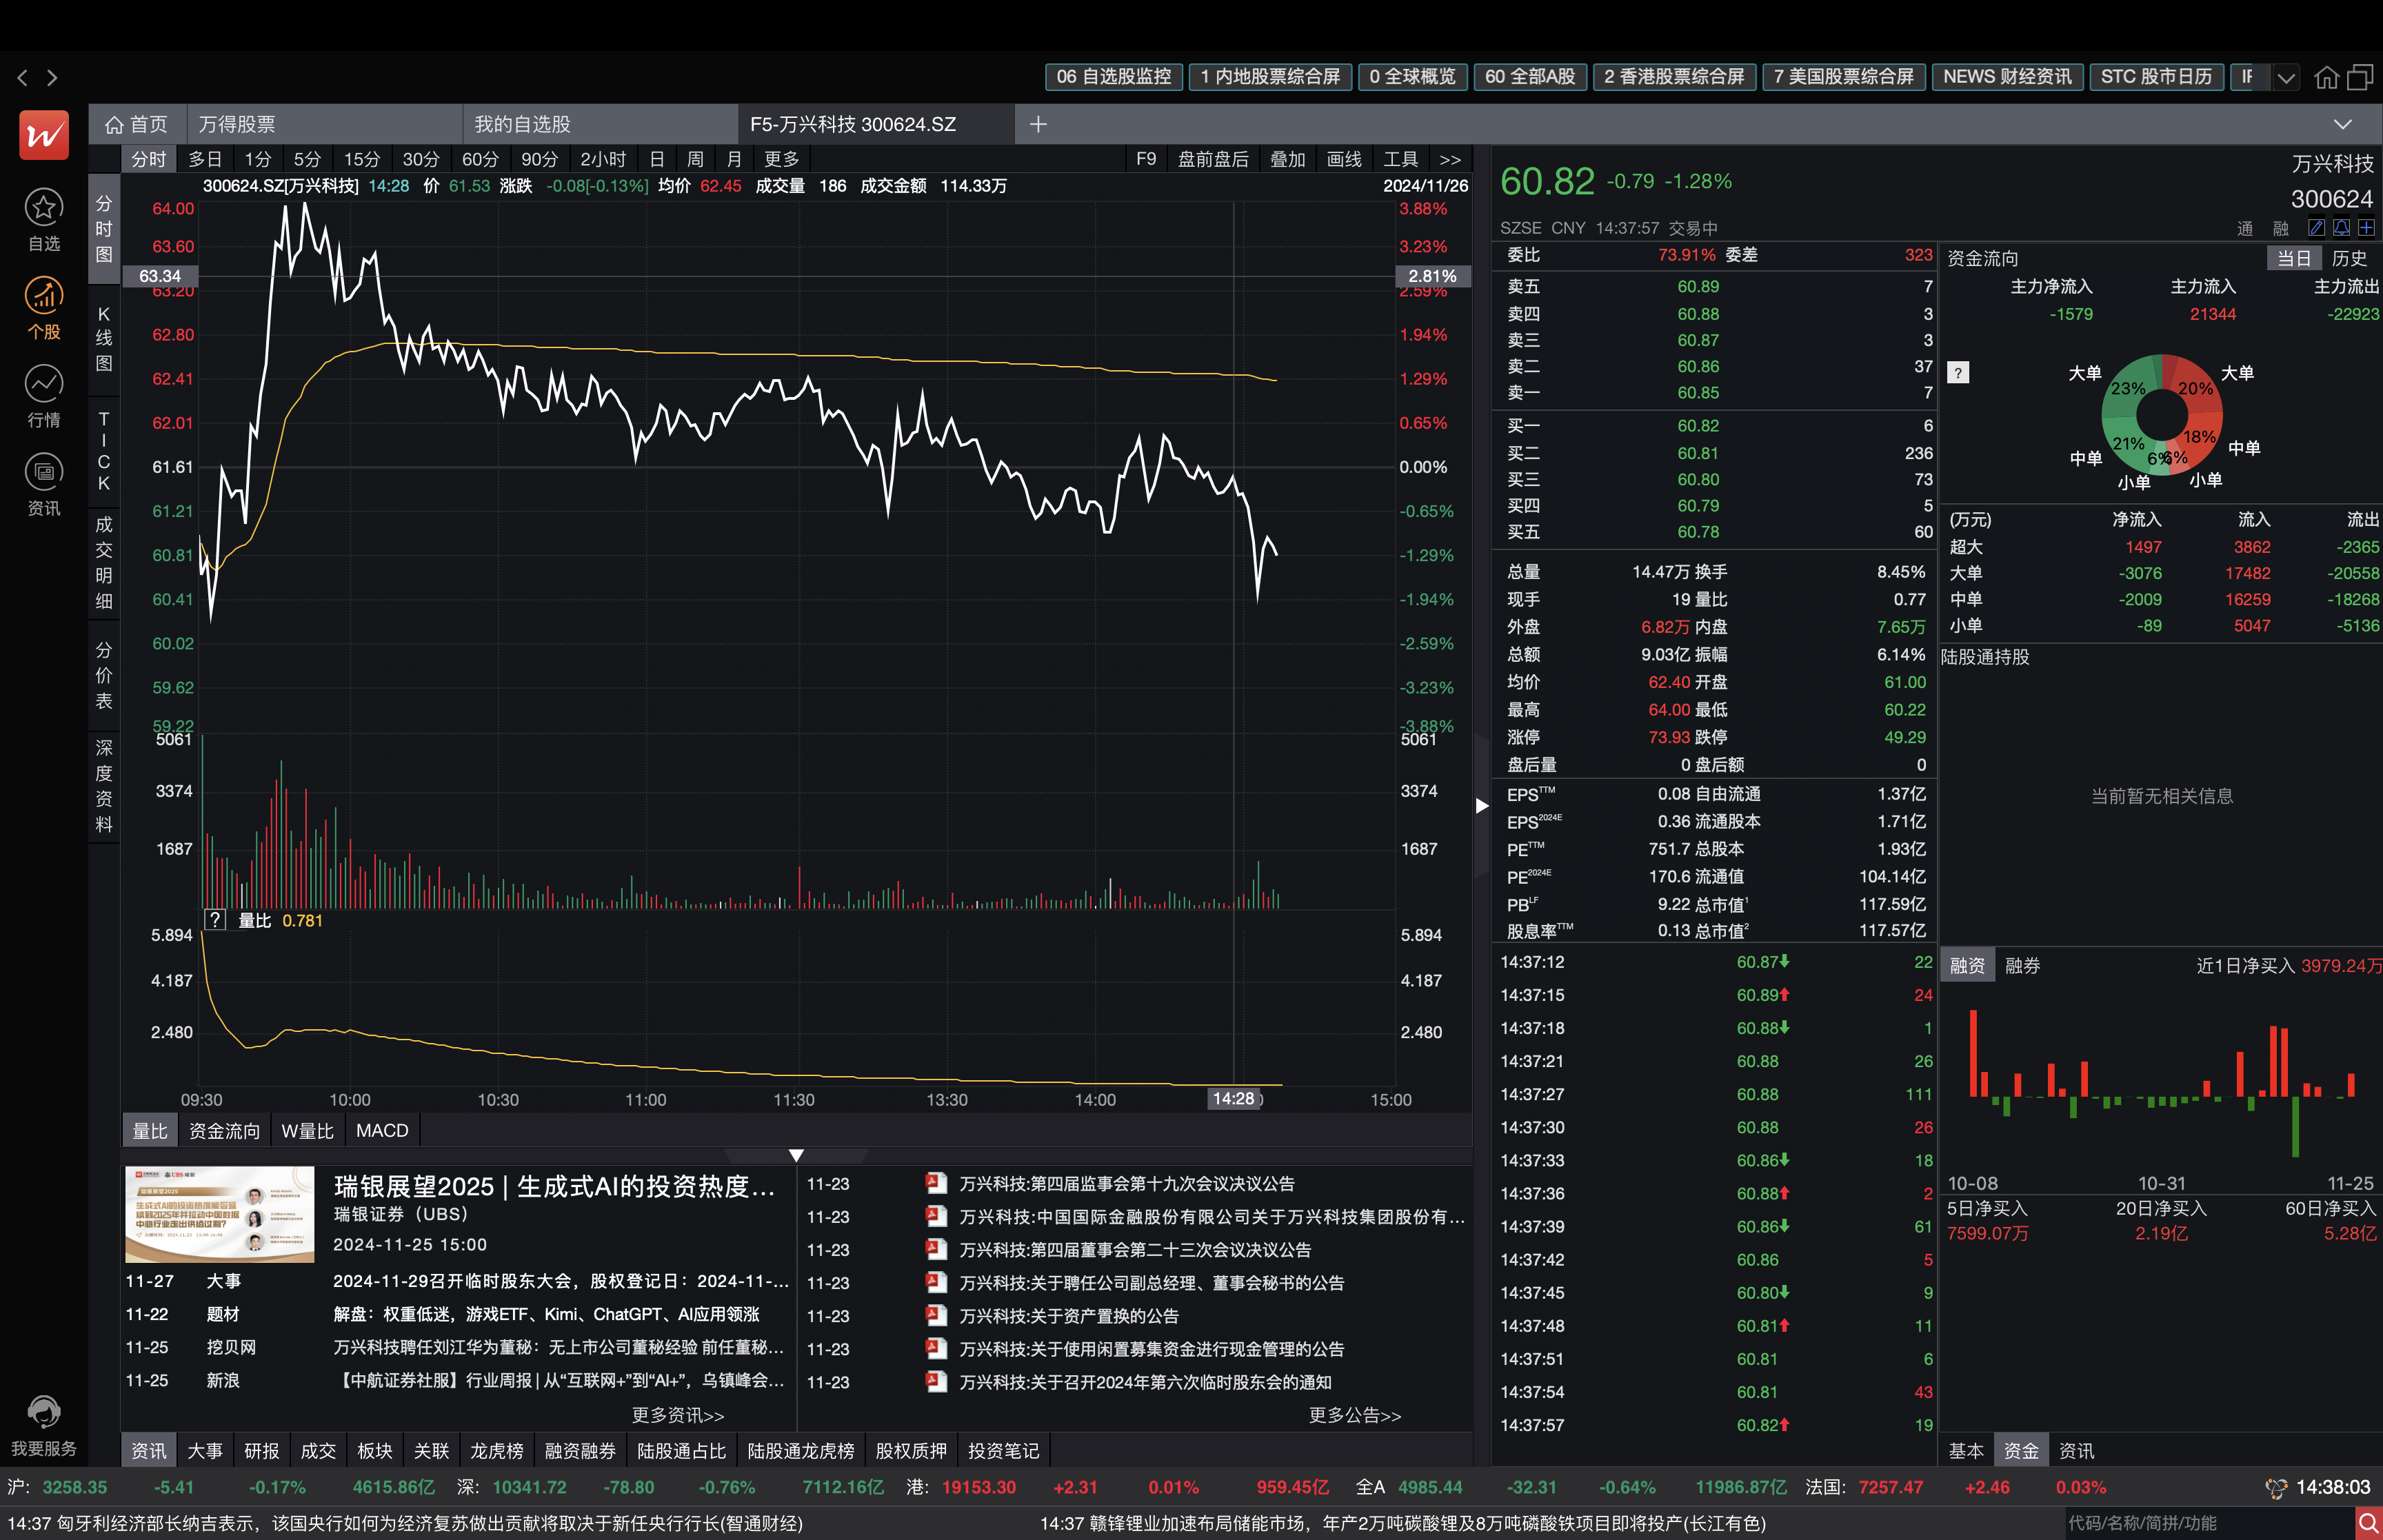 06 自选股监控 1 内地股票综合屏 0 全球概览 60 全部A股 2 香港股票综合屏 7 美国股票综合屏 NEWS 财经资讯 STC 股市日历
首页 万得股票 我的自选股 F5-万兴科技 300624.SZ
自选
个股
行情
资讯
我要服务
分时 多日 1分 5分 15分 30分 60分 90分 2小时 日 周 月 更多 F9 盘前盘后 叠加 画线 工具 >>
分时图
K线图
TICK
成交明细
分价表
深度资料
300624.SZ[万兴科技] 14:28 价 61.53 涨跌 -0.08[-0.13%] 均价 62.45 成交量 186 成交金额 114.33万 2024/11/26
64.00 3.88%
63.60 3.23%
63.34 2.81%
63.20 2.59%
62.80 1.94%
62.41 1.29%
62.01 0.65%
61.61 0.00%
61.21 -0.65%
60.81 -1.29%
60.41 -1.94%
60.02 -2.59%
59.62 -3.23%
59.22 -3.88%
5061 5061
3374 3374
1687 1687
? 量比 0.781
5.894 5.894
4.187 4.187
2.480 2.480
09:30 10:00 10:30 11:00 11:30 13:30 14:00 14:28 15:00
量比 资金流向 W量比 MACD
瑞银展望2025 | 生成式AI的投资热度...
瑞银证券（UBS）
2024-11-25 15:00
11-27 大事 2024-11-29召开临时股东大会，股权登记日：2024-11-...
11-22 题材 解盘：权重低迷，游戏ETF、Kimi、ChatGPT、AI应用领涨
11-25 挖贝网 万兴科技聘任刘江华为董秘：无上市公司董秘经验 前任董秘...
11-25 新浪 【中航证券社服】行业周报 | 从“互联网+”到“AI+”，乌镇峰会...
更多资讯>>
11-23 万兴科技:第四届监事会第十九次会议决议公告
11-23 万兴科技:中国国际金融股份有限公司关于万兴科技集团股份有...
11-23 万兴科技:第四届董事会第二十三次会议决议公告
11-23 万兴科技:关于聘任公司副总经理、董事会秘书的公告
11-23 万兴科技:关于资产置换的公告
11-23 万兴科技:关于使用闲置募集资金进行现金管理的公告
11-23 万兴科技:关于召开2024年第六次临时股东会的通知
更多公告>>
资讯 大事 研报 成交 板块 关联 龙虎榜 融资融券 陆股通占比 陆股通龙虎榜 股权质押 投资笔记
60.82 -0.79 -1.28% 万兴科技
300624
SZSE CNY 14:37:57 交易中 通 融
委比 73.91% 委差 323
卖五 60.89 7
卖四 60.88 3
卖三 60.87 3
卖二 60.86 37
卖一 60.85 7
买一 60.82 6
买二 60.81 236
买三 60.80 73
买四 60.79 5
买五 60.78 60
总量 14.47万 换手 8.45%
现手 19 量比 0.77
外盘 6.82万 内盘 7.65万
总额 9.03亿 振幅 6.14%
均价 62.40 开盘 61.00
最高 64.00 最低 60.22
涨停 73.93 跌停 49.29
盘后量 0 盘后额 0
EPSTTM 0.08 自由流通 1.37亿
EPS2024E 0.36 流通股本 1.71亿
PETTM 751.7 总股本 1.93亿
PE2024E 170.6 流通值 104.14亿
PBLF 9.22 总市值1 117.59亿
股息率TTM 0.13 总市值2 117.57亿
14:37:12 60.87 22
14:37:15 60.89 24
14:37:18 60.88 1
14:37:21 60.88 26
14:37:27 60.88 111
14:37:30 60.88 26
14:37:33 60.86 18
14:37:36 60.88 2
14:37:39 60.86 61
14:37:42 60.86 5
14:37:45 60.80 9
14:37:48 60.81 11
14:37:51 60.81 6
14:37:54 60.81 43
14:37:57 60.82 19
资金流向 当日 历史
主力净流入 主力流入 主力流出
-1579 21344 -22923
?
大单 23% 20% 大单
中单 21% 18% 中单
小单 6% 6% 小单
(万元) 净流入 流入 流出
超大 1497 3862 -2365
大单 -3076 17482 -20558
中单 -2009 16259 -18268
小单 -89 5047 -5136
陆股通持股
当前暂无相关信息
融资 融券 近1日净买入 3979.24万
10-08 10-31 11-25
5日净买入 20日净买入 60日净买入
7599.07万 2.19亿 5.28亿
基本 资金 资讯
沪: 3258.35 -5.41 -0.17% 4615.86亿 深: 10341.72 -78.80 -0.76% 7112.16亿 港: 19153.30 +2.31 0.01% 959.45亿 全A 4985.44 -32.31 -0.64% 11986.87亿 法国: 7257.47 +2.46 0.03% 14:38:03
14:37 匈牙利经济部长纳吉表示，该国央行如何为经济复苏做出贡献将取决于新任央行行长(智通财经) 14:37 赣锋锂业加速布局储能市场，年产2万吨碳酸锂及8万吨磷酸铁项目即将投产(长江有色) 代码/名称/简拼/功能